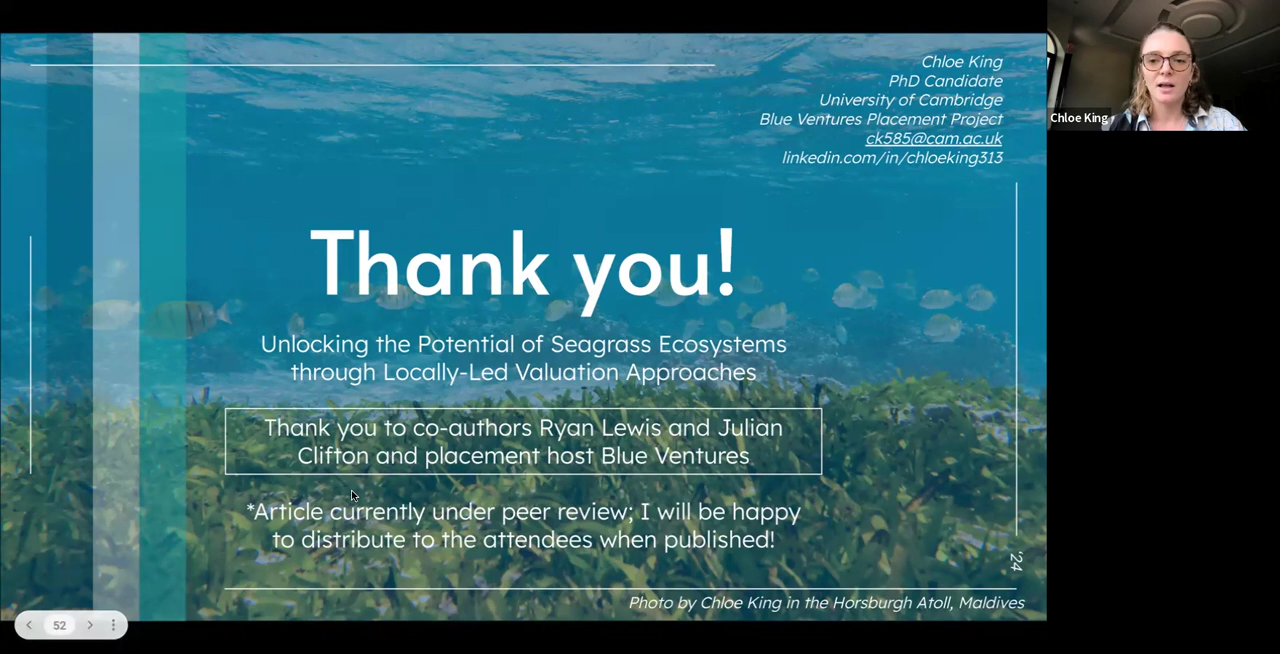 Chloe King
PhD Candidate
University of Cambridge
Blue Ventures Placement Project
ck585@cam.ac.uk
linkedin.com/in/chloeking313
Chloe King
Thank you!
Unlocking the Potential of Seagrass Ecosystems
through Locally-Led Valuation Approaches
Thank you to co-authors Ryan Lewis and Julian
Clifton and placement host Blue Ventures
*Article currently under peer review; I will be happy
to distribute to the attendees when published!
'24
Photo by Chloe King in the Horsburgh Atoll, Maldives
52